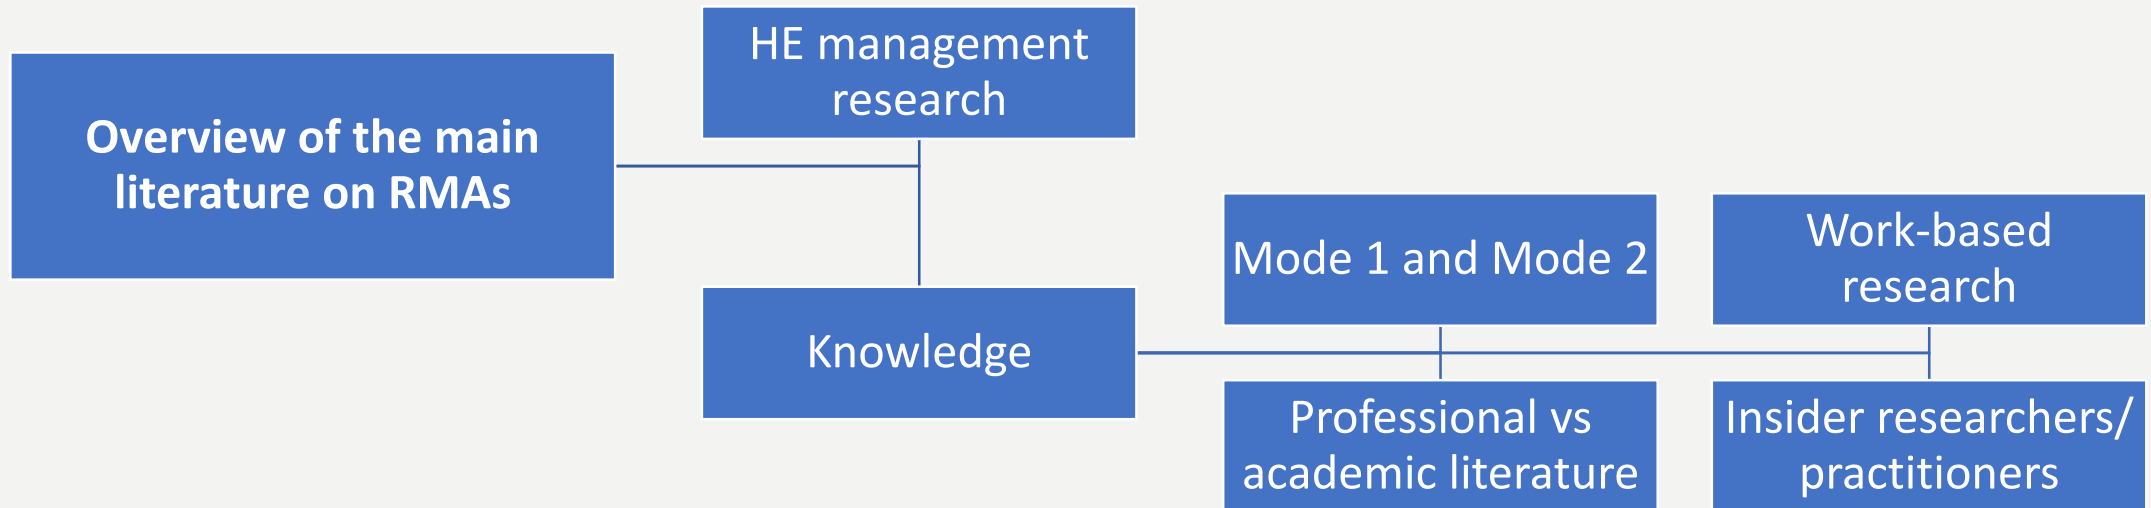 Overview of the main
literature on RMAs
HE management
research
Knowledge
Mode 1 and Mode 2
Professional vs
academic literature
Work-based
research
Insider researchers/
practitioners